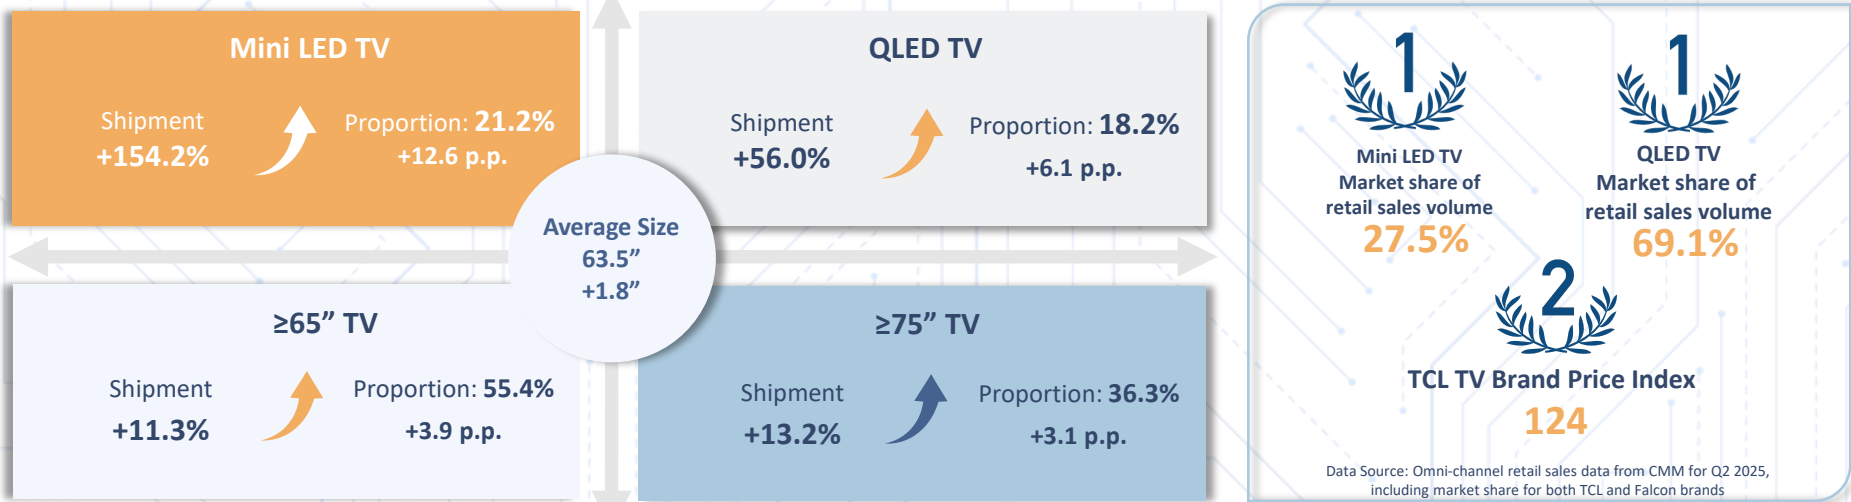 Mini LED TV
Shipment
+154.2%
Proportion: 21.2%
+12.6 p.p.
QLED TV
Shipment
+56.0%
Proportion: 18.2%
+6.1 p.p.
Average Size
63.5”
+1.8”
≥65” TV
Shipment
+11.3%
Proportion: 55.4%
+3.9 p.p.
≥75” TV
Shipment
+13.2%
Proportion: 36.3%
+3.1 p.p.
1
Mini LED TV
Market share of
retail sales volume
27.5%
1
QLED TV
Market share of
retail sales volume
69.1%
2
TCL TV Brand Price Index
124
Data Source: Omni-channel retail sales data from CMM for Q2 2025,
including market share for both TCL and Falcon brands